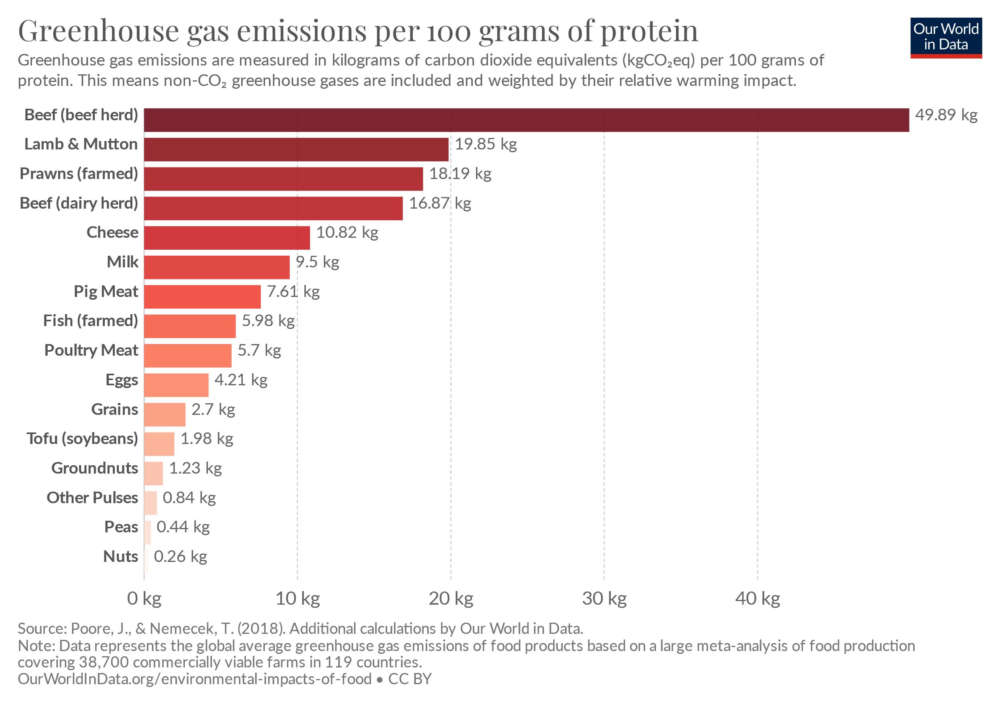 Greenhouse gas emissions per 100 grams of protein
Our World
in Data
Greenhouse gas emissions are measured in kilograms of carbon dioxide equivalents (kgCO₂eq) per 100 grams of
protein. This means non-CO₂ greenhouse gases are included and weighted by their relative warming impact.
Beef (beef herd) 49.89 kg
Lamb & Mutton 19.85 kg
Prawns (farmed) 18.19 kg
Beef (dairy herd) 16.87 kg
Cheese 10.82 kg
Milk 9.5 kg
Pig Meat 7.61 kg
Fish (farmed) 5.98 kg
Poultry Meat 5.7 kg
Eggs 4.21 kg
Grains 2.7 kg
Tofu (soybeans) 1.98 kg
Groundnuts 1.23 kg
Other Pulses 0.84 kg
Peas 0.44 kg
Nuts 0.26 kg
0 kg 10 kg 20 kg 30 kg 40 kg
Source: Poore, J., & Nemecek, T. (2018). Additional calculations by Our World in Data.
Note: Data represents the global average greenhouse gas emissions of food products based on a large meta-analysis of food production
covering 38,700 commercially viable farms in 119 countries.
OurWorldInData.org/environmental-impacts-of-food • CC BY